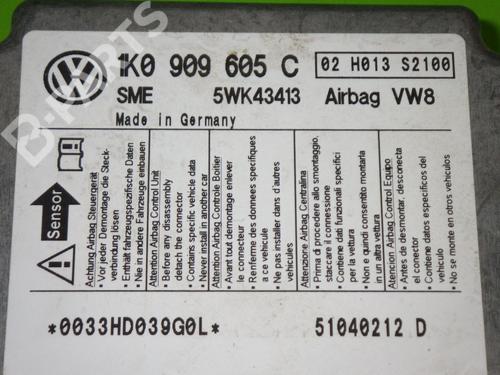 B-PARTS
1K0 909 605 C
02 H013 S2100
SME 5WK43413 Airbag VW8
Made in Germany
Sensor
Achtung Airbag Steuergerät
• Vor jeder Demontage die Steck-
verbindung lösen
• Enthält fahrzeugspezifische Daten
• Nie in andere Fahrzeuge einbauen
Attention Airbag Control Unit
• Before any disassembly
detach the connector
• Contains specific vehicle data
• Never install in another car
Attention Airbag Controle Boitier
• Avant tout demontage enlever
le connecteur
• Renferme des donnees specifiques
a ce vehicule
• Ne pas installer dans d'autres
vehicules
Attenzione Airbag Centralina
• Prima di procedere allo smontaggio,
staccare il connessione
• Contiene dati funzionali specifici
per la vettura
• Non e quindi consentito montarla
in un altra vettura
Atención Airbag Control Equipo
• Antes de desmontar, desconecta
el conector
• Contiene datos especificos del
vehiculo
• No se monte en otros vehiculos
*0033HD039G0L*
51040212 D